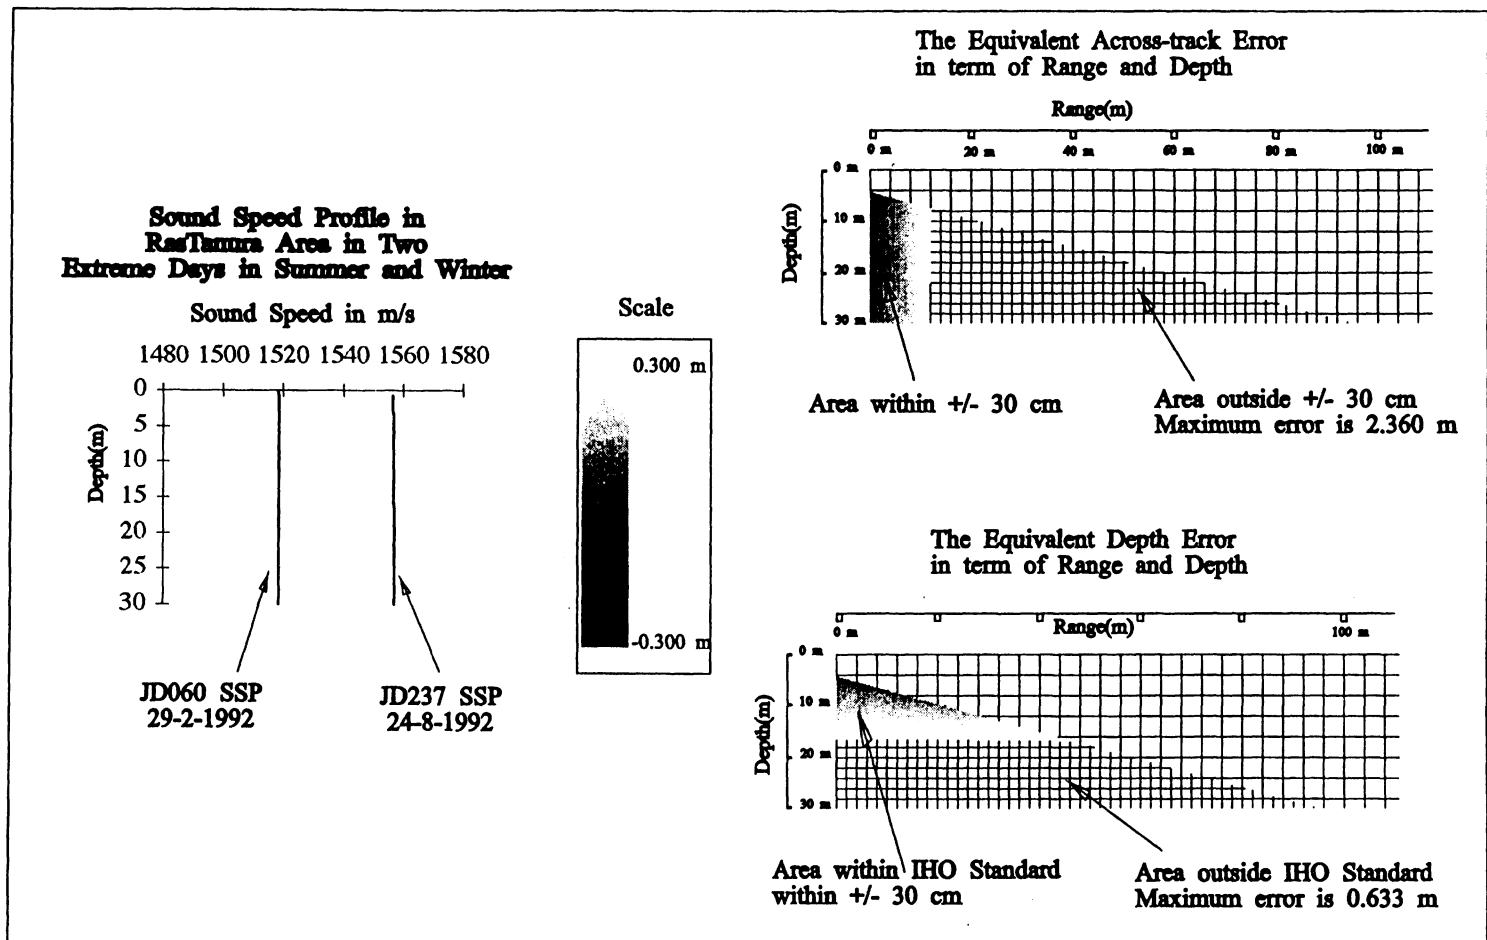 The Equivalent Across-track Error
in term of Range and Depth
Range(m)
0 m 20 m 40 m 60 m 80 m 100 m
Depth(m)
0 m
10 m
20 m
30 m
Area within +/- 30 cm
Area outside +/- 30 cm
Maximum error is 2.360 m
Sound Speed Profile in
RasTanura Area in Two
Extreme Days in Summer and Winter
Sound Speed in m/s
1480 1500 1520 1540 1560 1580
Depth(m)
0
5
10
15
20
25
30
JD060 SSP
29-2-1992
JD237 SSP
24-8-1992
Scale
0.300 m
-0.300 m
The Equivalent Depth Error
in term of Range and Depth
0 m Range(m) 100 m
Depth(m)
0 m
10 m
20 m
30 m
Area within IHO Standard
within +/- 30 cm
Area outside IHO Standard
Maximum error is 0.633 m